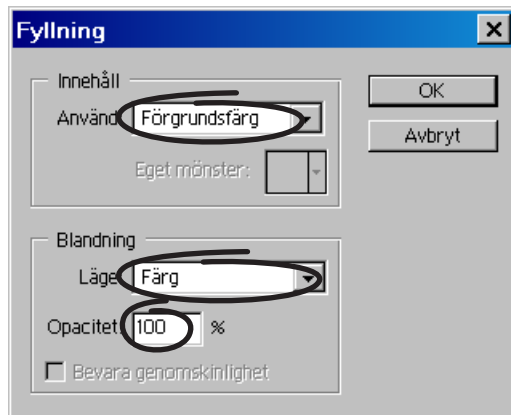 Fyllning
Innehåll
Använd Förgrundsfärg
Eget mönster:
OK
Avbryt
Blandning
Läge Färg
Opacitet: 100 %
Bevara genomskinlighet